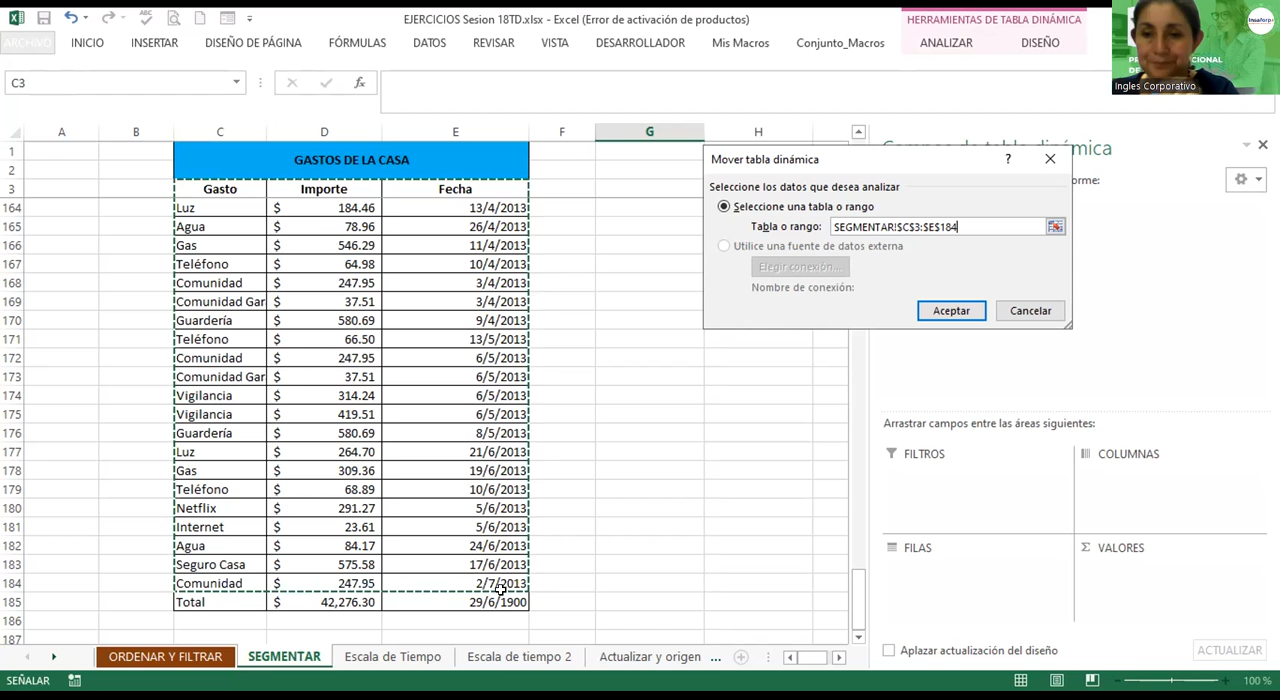 EJERCICIOS Sesion 18TD.xlsx - Excel (Error de activación de productos)
HERRAMIENTAS DE TABLA DINÁMICA
ARCHIVO INICIO INSERTAR DISEÑO DE PÁGINA FÓRMULAS DATOS REVISAR VISTA DESARROLLADOR Mis Macros Conjunto_Macros ANALIZAR DISEÑO
Insaforp
Ingles Corporativo
C3
A B C D E F G H
1 GASTOS DE LA CASA
2
3 Gasto Importe Fecha
164 Luz $ 184.46 13/4/2013
165 Agua $ 78.96 26/4/2013
166 Gas $ 546.29 11/4/2013
167 Teléfono $ 64.98 10/4/2013
168 Comunidad $ 247.95 3/4/2013
169 Comunidad Gar $ 37.51 3/4/2013
170 Guardería $ 580.69 9/4/2013
171 Teléfono $ 66.50 13/5/2013
172 Comunidad $ 247.95 6/5/2013
173 Comunidad Gar $ 37.51 6/5/2013
174 Vigilancia $ 314.24 6/5/2013
175 Vigilancia $ 419.51 6/5/2013
176 Guardería $ 580.69 8/5/2013
177 Luz $ 264.70 21/6/2013
178 Gas $ 309.36 19/6/2013
179 Teléfono $ 68.89 10/6/2013
180 Netflix $ 291.27 5/6/2013
181 Internet $ 23.61 5/6/2013
182 Agua $ 84.17 24/6/2013
183 Seguro Casa $ 575.58 17/6/2013
184 Comunidad $ 247.95 2/7/2013
185 Total $ 42,276.30 29/6/1900
186
187
Mover tabla dinámica ?
Seleccione los datos que desea analizar
Seleccione una tabla o rango
Tabla o rango: SEGMENTAR!$C$3:$E$184
Utilice una fuente de datos externa
Elegir conexión...
Nombre de conexión:
Aceptar Cancelar
dinámica
orme:
Arrastrar campos entre las áreas siguientes:
FILTROS COLUMNAS
FILAS Σ VALORES
Aplazar actualización del diseño ACTUALIZAR
ORDENAR Y FILTRAR SEGMENTAR Escala de Tiempo Escala de tiempo 2 Actualizar y origen ...
SEÑALAR 100 %